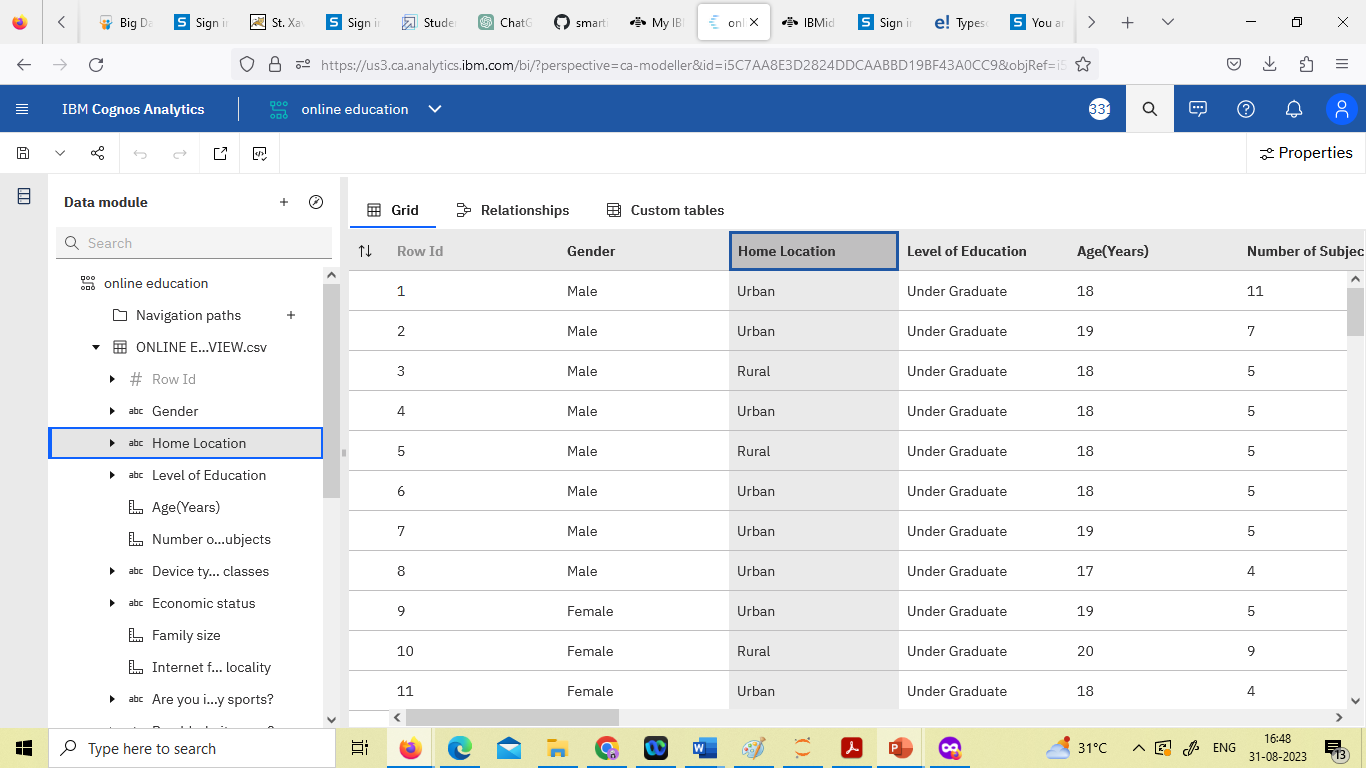 Big Da
Sign i
St. Xav
Sign i
Stude
ChatG
smart
My IB
onl
IBMid
Sign i
Types
You a
https://us3.ca.analytics.ibm.com/bi/?perspective=ca-modeller&id=i5C7AA8E3D2824DDCAABBD19BF43A0CC9&objRef=i5
IBM Cognos Analytics
online education
331
Properties
Data module
Search
online education
Navigation paths
ONLINE E...VIEW.csv
Row Id
Gender
Home Location
Level of Education
Age(Years)
Number o...ubjects
Device ty... classes
Economic status
Family size
Internet f... locality
Are you i...y sports?
Grid Relationships Custom tables
Row Id Gender Home Location Level of Education Age(Years) Number of Subjec
1 Male Urban Under Graduate 18 11
2 Male Urban Under Graduate 19 7
3 Male Rural Under Graduate 18 5
4 Male Urban Under Graduate 18 5
5 Male Rural Under Graduate 18 5
6 Male Urban Under Graduate 18 5
7 Male Urban Under Graduate 19 5
8 Male Urban Under Graduate 17 4
9 Female Urban Under Graduate 19 5
10 Female Rural Under Graduate 20 9
11 Female Urban Under Graduate 18 4
Type here to search
31°C
ENG
16:48
31-08-2023
13